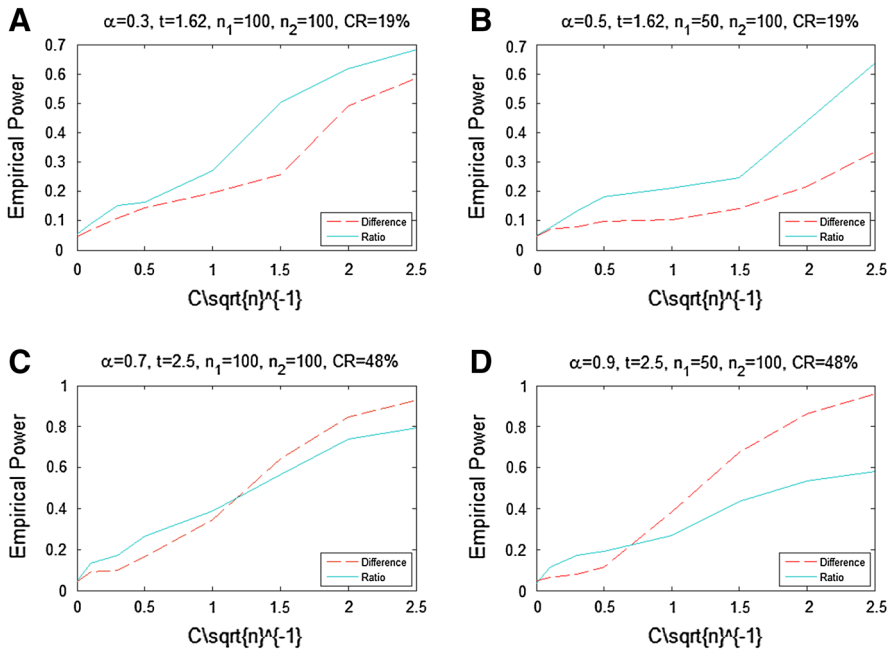 A
α=0.3, t=1.62, n1=100, n2=100, CR=19%
Empirical Power
0.7
0.6
0.5
0.4
0.3
0.2
0.1
0
0 0.5 1 1.5 2 2.5
C\sqrt{n}^{-1}
Difference
Ratio
B
α=0.5, t=1.62, n1=50, n2=100, CR=19%
Empirical Power
0.7
0.6
0.5
0.4
0.3
0.2
0.1
0
0 0.5 1 1.5 2 2.5
C\sqrt{n}^{-1}
Difference
Ratio
C
α=0.7, t=2.5, n1=100, n2=100, CR=48%
Empirical Power
1
0.8
0.6
0.4
0.2
0
0 0.5 1 1.5 2 2.5
C\sqrt{n}^{-1}
Difference
Ratio
D
α=0.9, t=2.5, n1=50, n2=100, CR=48%
Empirical Power
1
0.8
0.6
0.4
0.2
0
0 0.5 1 1.5 2 2.5
C\sqrt{n}^{-1}
Difference
Ratio